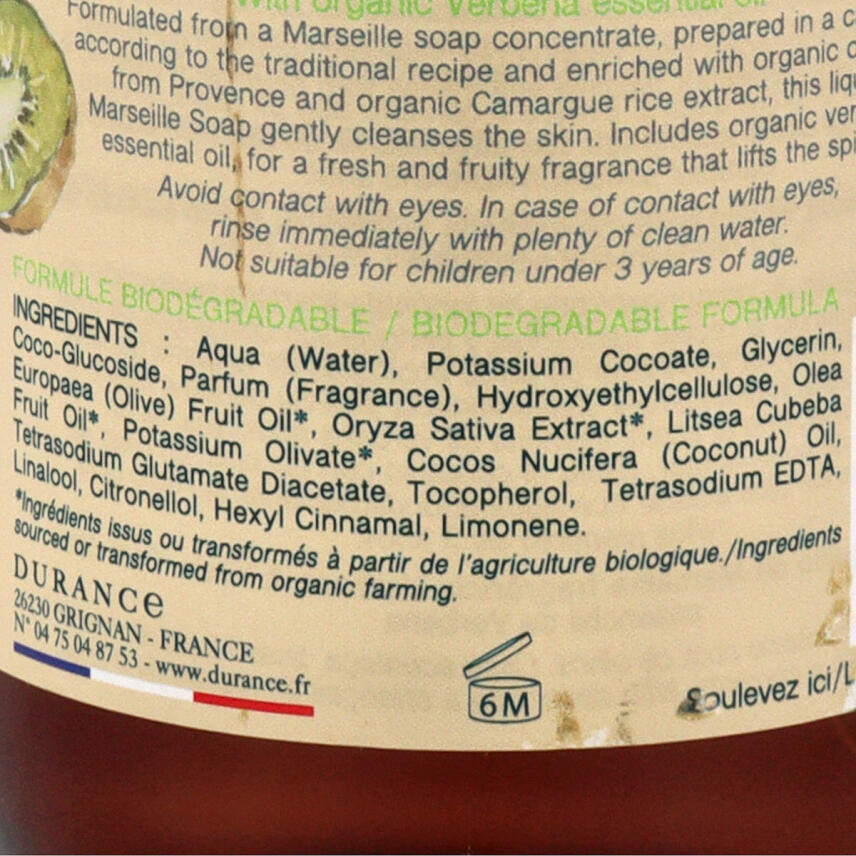 With organic Verbena essential oil
Formulated from a Marseille soap concentrate, prepared in a
according to the traditional recipe and enriched with organic
from Provence and organic Camargue rice extract, this
Marseille Soap gently cleanses the skin. Includes organic
essential oil, for a fresh and fruity fragrance that lifts the
Avoid contact with eyes. In case of contact with eyes,
rinse immediately with plenty of clean water.
Not suitable for children under 3 years of age.
FORMULE BIODÉGRADABLE / BIODEGRADABLE FORMULA
INGREDIENTS : Aqua (Water), Potassium Cocoate, Glycerin,
Coco-Glucoside, Parfum (Fragrance), Hydroxyethylcellulose, Olea
Europaea (Olive) Fruit Oil*, Oryza Sativa Extract*, Litsea Cubeba
Fruit Oil*, Potassium Olivate*, Cocos Nucifera (Coconut) Oil,
Tetrasodium Glutamate Diacetate, Tocopherol, Tetrasodium EDTA,
Linalool, Citronellol, Hexyl Cinnamal, Limonene.
*Ingrédients issus ou transformés à partir de l'agriculture biologique./Ingredients
sourced or transformed from organic farming.
DURANCe
26230 GRIGNAN - FRANCE
N° 04 75 04 87 53 - www.durance.fr
6M
Soulevez ici/L